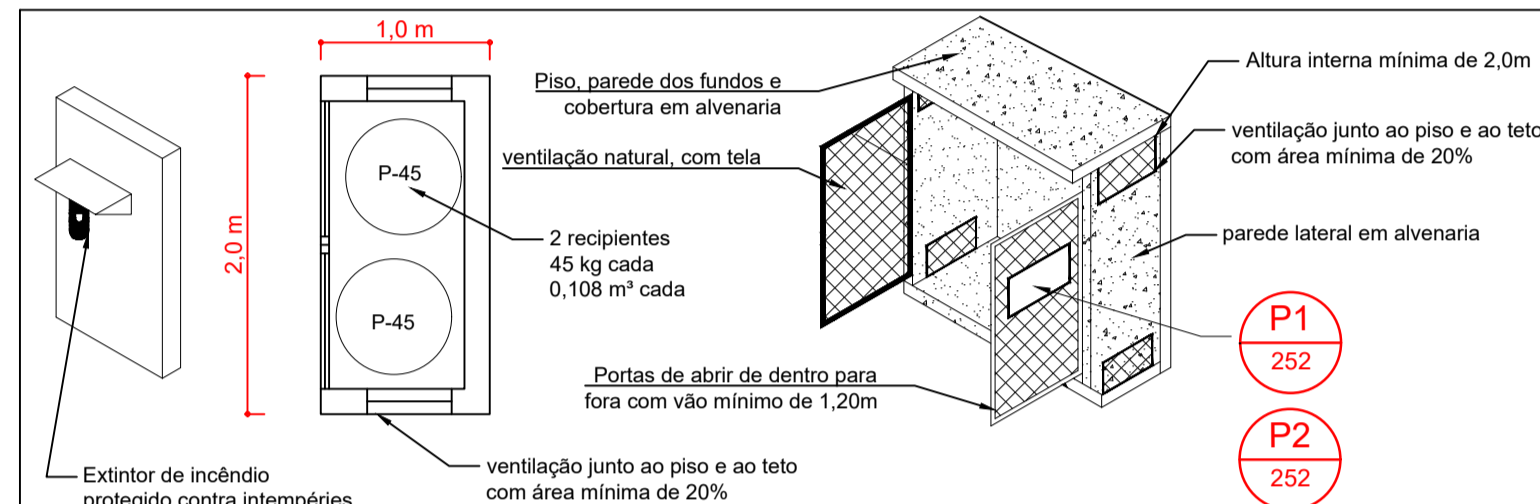 1,0 m
2,0 m
P-45
P-45
2 recipientes
45 kg cada
0,108 m³ cada
Piso, parede dos fundos e
cobertura em alvenaria
ventilação natural, com tela
Altura interna mínima de 2,0m
ventilação junto ao piso e ao teto
com área mínima de 20%
parede lateral em alvenaria
P1
252
P2
252
Portas de abrir de dentro para
fora com vão mínimo de 1,20m
Extintor de incêndio
protegido contra intempéries
ventilação junto ao piso e ao teto
com área mínima de 20%